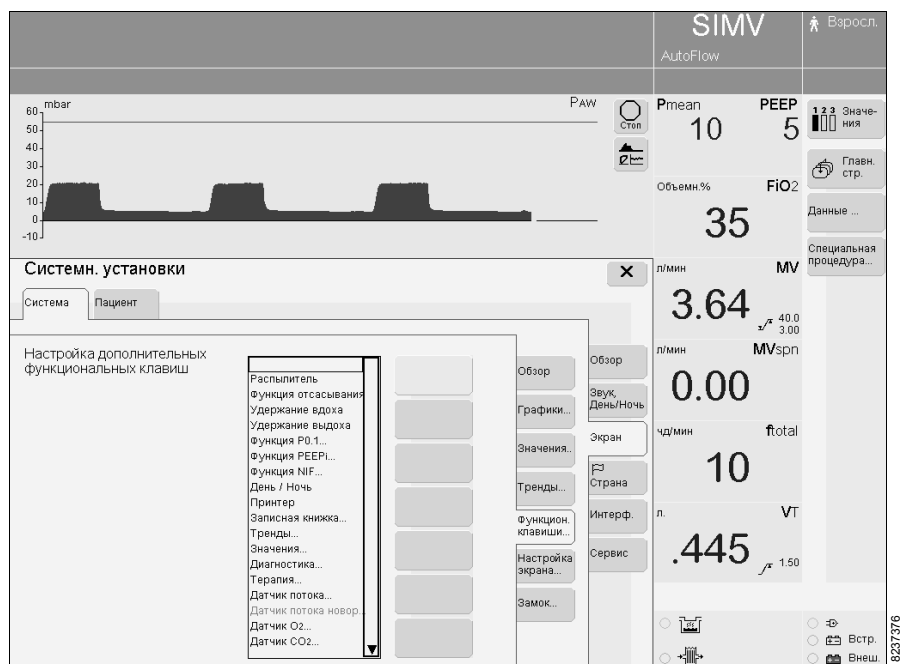 SIMV
AutoFlow
Взросл.
mbar
PAW
60
50
40
30
20
10
0
-10
Стоп
Pmean
PEEP
10
5
1 2 3 Значе-
ния
Главн.
стр.
Данные ...
Специальная
процедура...
Объемн.%
FiO2
35
л/мин
MV
3.64
40.0
3.00
л/мин
MVspn
0.00
чд/мин
ftotal
10
л.
VT
.445
1.50
Системн. установки
X
Система
Пациент
Настройка дополнительных
функциональных клавиш
Распылитель
Функция отсасывания
Удержание вдоха
Удержание выдоха
Функция P0.1...
Функция PEEPi...
Функция NIF...
День / Ночь
Принтер
Записная книжка...
Тренды...
Значения...
Диагностика...
Терапия...
Датчик потока...
Датчик потока новор..
Датчик O2...
Датчик CO2...
Обзор
Графики...
Значения..
Тренды...
Функцион.
клавиши...
Настройка
экрана...
Замок...
Обзор
Звук,
День/Ночь
Экран
Страна
Интерф.
Сервис
Встр.
Внеш.
8237376